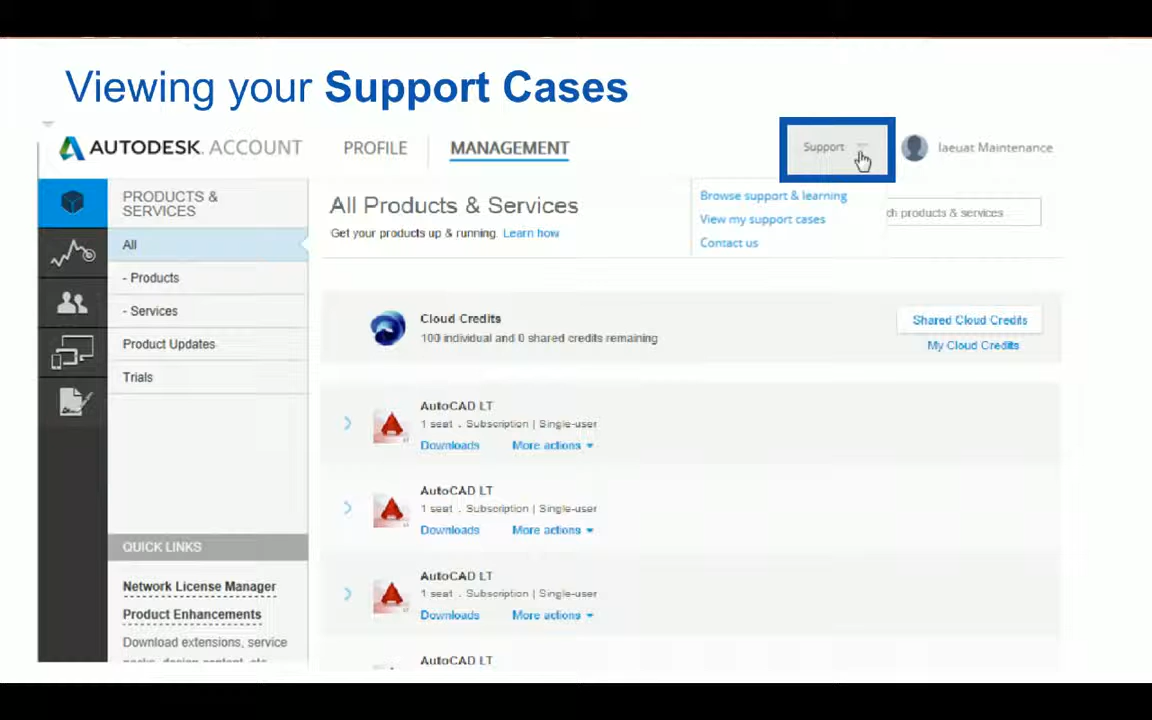 Viewing your Support Cases
AUTODESK. ACCOUNT
PROFILE
MANAGEMENT
Support
Iaeuat Maintenance
PRODUCTS &
SERVICES
All
- Products
- Services
Product Updates
Trials
QUICK LINKS
Network License Manager
Product Enhancements
Download extensions, service
All Products & Services
Get your products up & running. Learn how
Browse support & learning
View my support cases
Contact us
products & services
Cloud Credits
100 individual and 0 shared credits remaining
Shared Cloud Credits
My Cloud Credits
AutoCAD LT
1 seat . Subscription | Single-user
Downloads More actions
AutoCAD LT
1 seat . Subscription | Single-user
Downloads More actions
AutoCAD LT
1 seat . Subscription | Single-user
Downloads More actions
AutoCAD LT